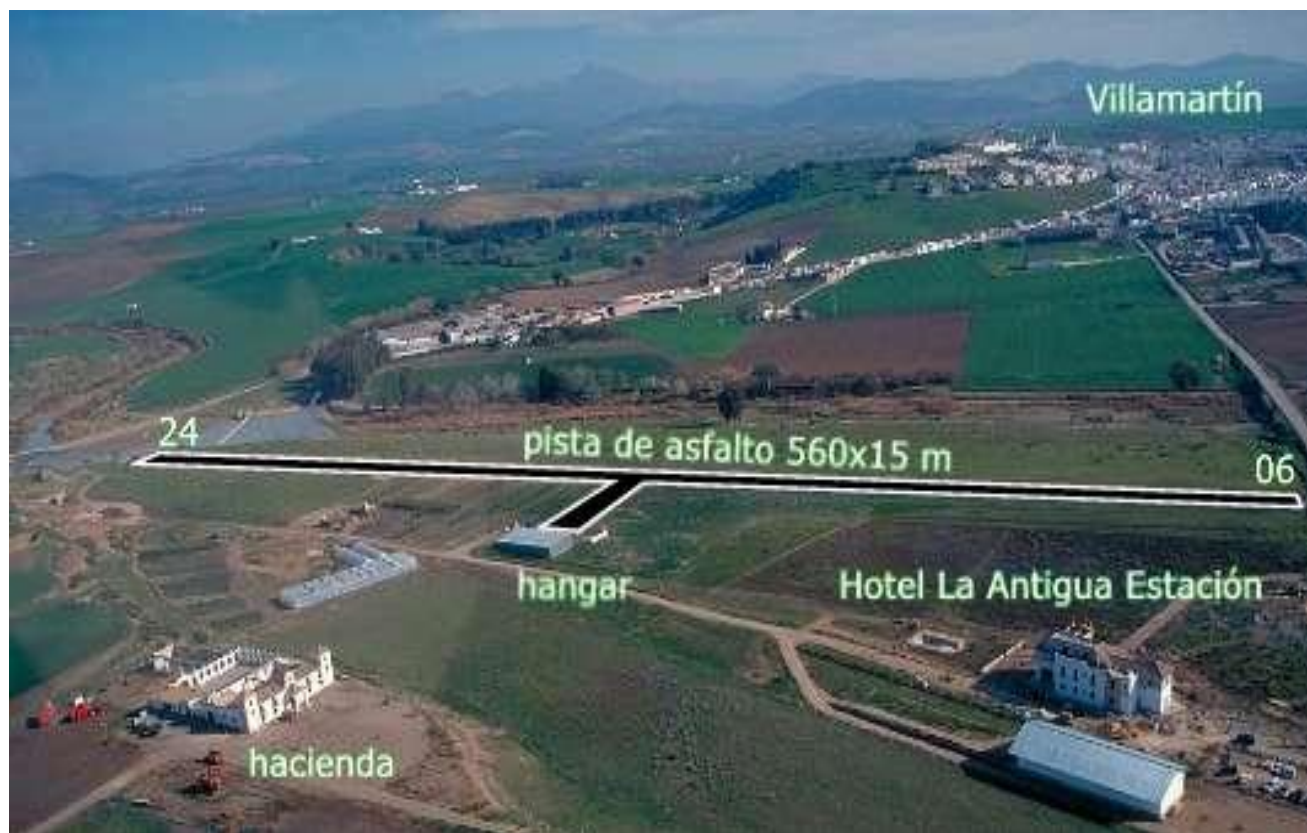 Villamartín
24
pista de asfalto 560x15 m
06
hangar
Hotel La Antigua Estación
hacienda